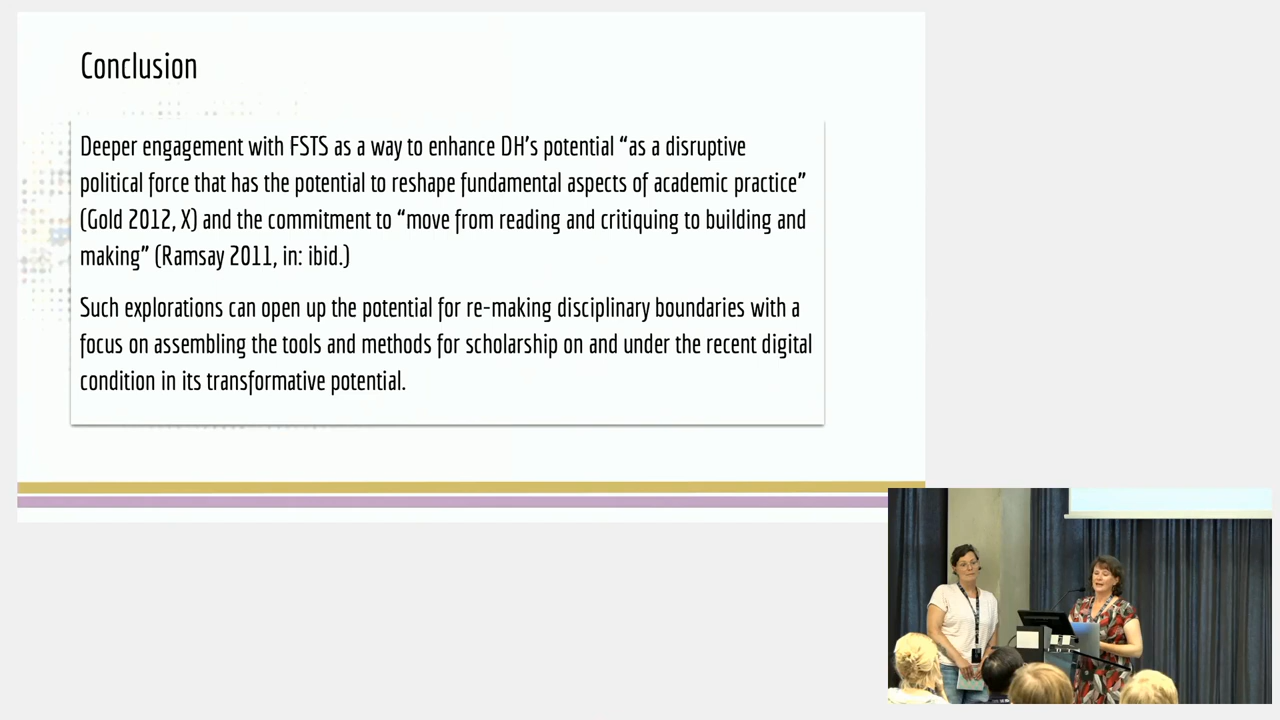 Conclusion
Deeper engagement with FSTS as a way to enhance DH’s potential “as a disruptive
political force that has the potential to reshape fundamental aspects of academic practice”
(Gold 2012, X) and the commitment to “move from reading and critiquing to building and
making” (Ramsay 2011, in: ibid.)
Such explorations can open up the potential for re-making disciplinary boundaries with a
focus on assembling the tools and methods for scholarship on and under the recent digital
condition in its transformative potential.